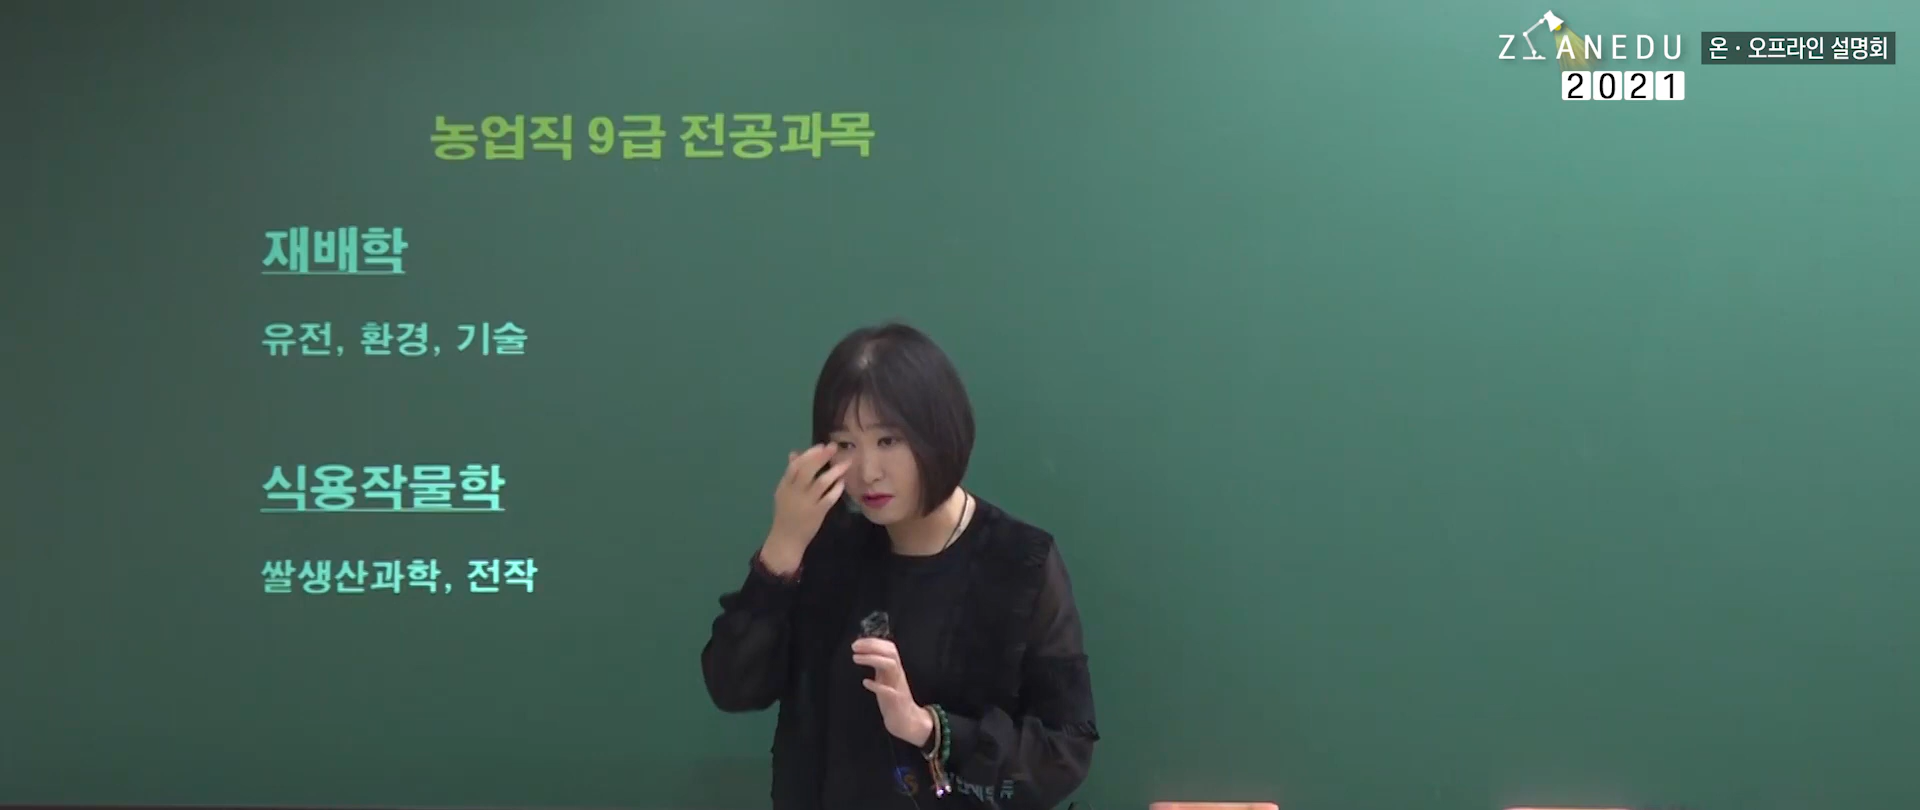 ZIANEDU
온·오프라인 설명회
2021
농업직 9급 전공과목
재배학
유전, 환경, 기술
식용작물학
쌀생산과학, 전작